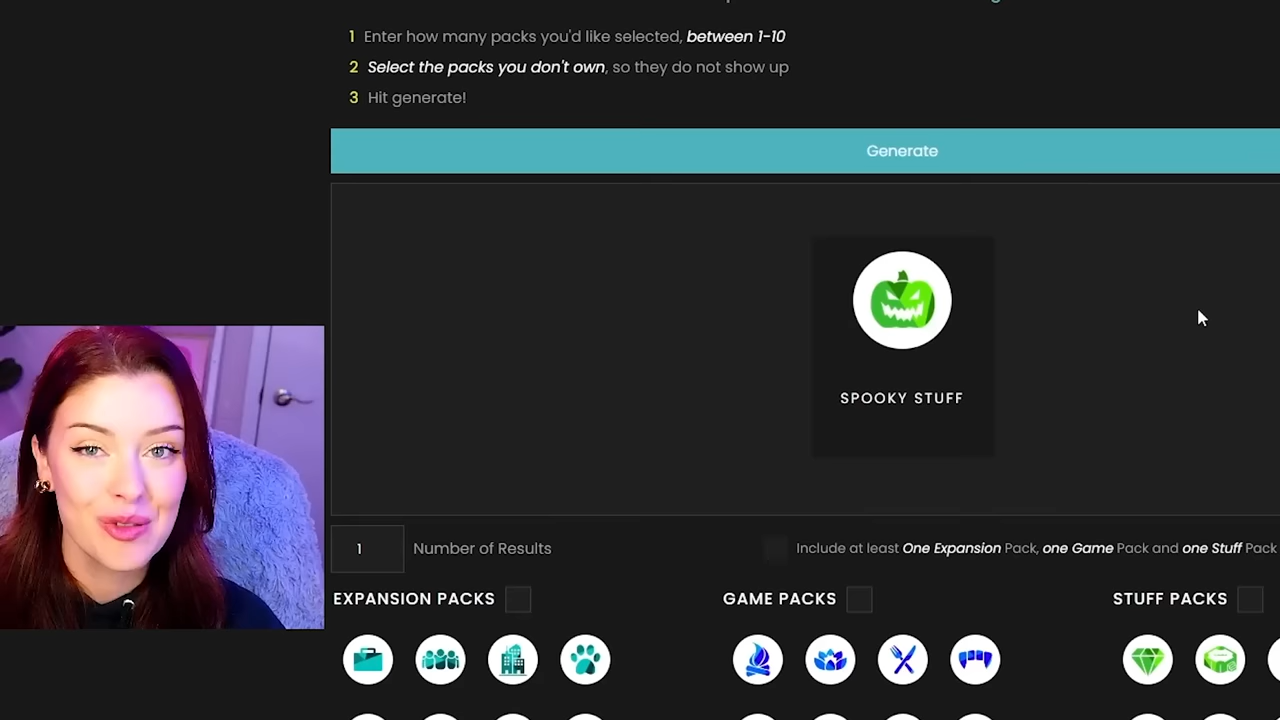 1 Enter how many packs you'd like selected, between 1-10
2 Select the packs you don't own, so they do not show up
3 Hit generate!
Generate
SPOOKY STUFF
1 Number of Results
Include at least One Expansion Pack, one Game Pack and one Stuff Pack
EXPANSION PACKS GAME PACKS STUFF PACKS